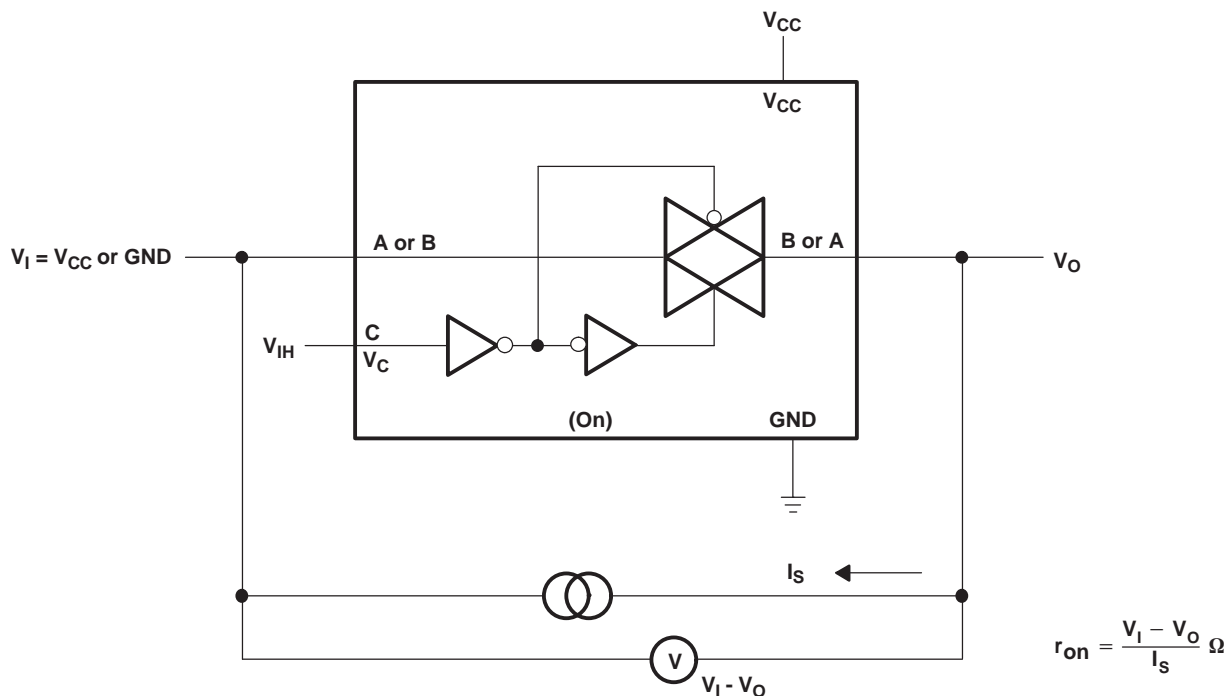 VCC
VCC
A or B
B or A
VI = VCC or GND
VO
C
VIH
VC
(On)
GND
IS
V
VI - VO
ron = VI − VO / IS Ω